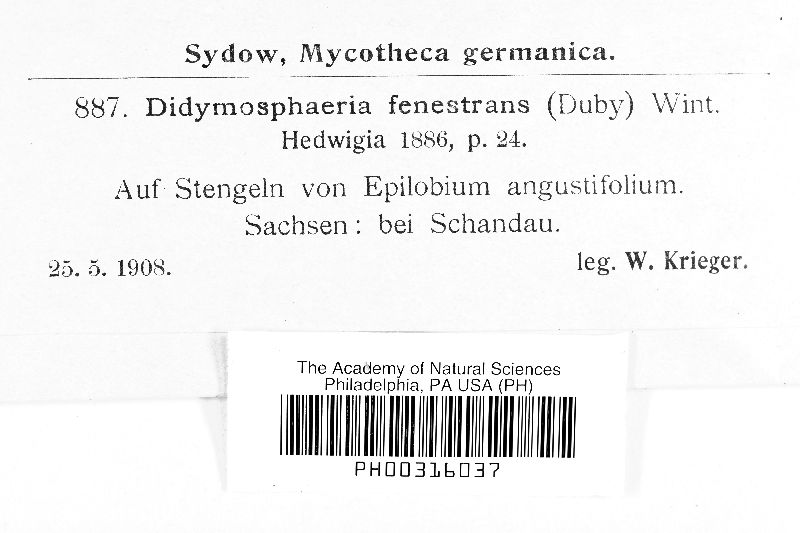 Sydow, Mycotheca germanica.
887. Didymosphaeria fenestrans (Duby) Wint.
Hedwigia 1886, p. 24.
Auf Stengeln von Epilobium angustifolium.
Sachsen: bei Schandau.
25. 5. 1908. leg. W. Krieger.
The Academy of Natural Sciences
Philadelphia, PA USA (PH)
PH00316037